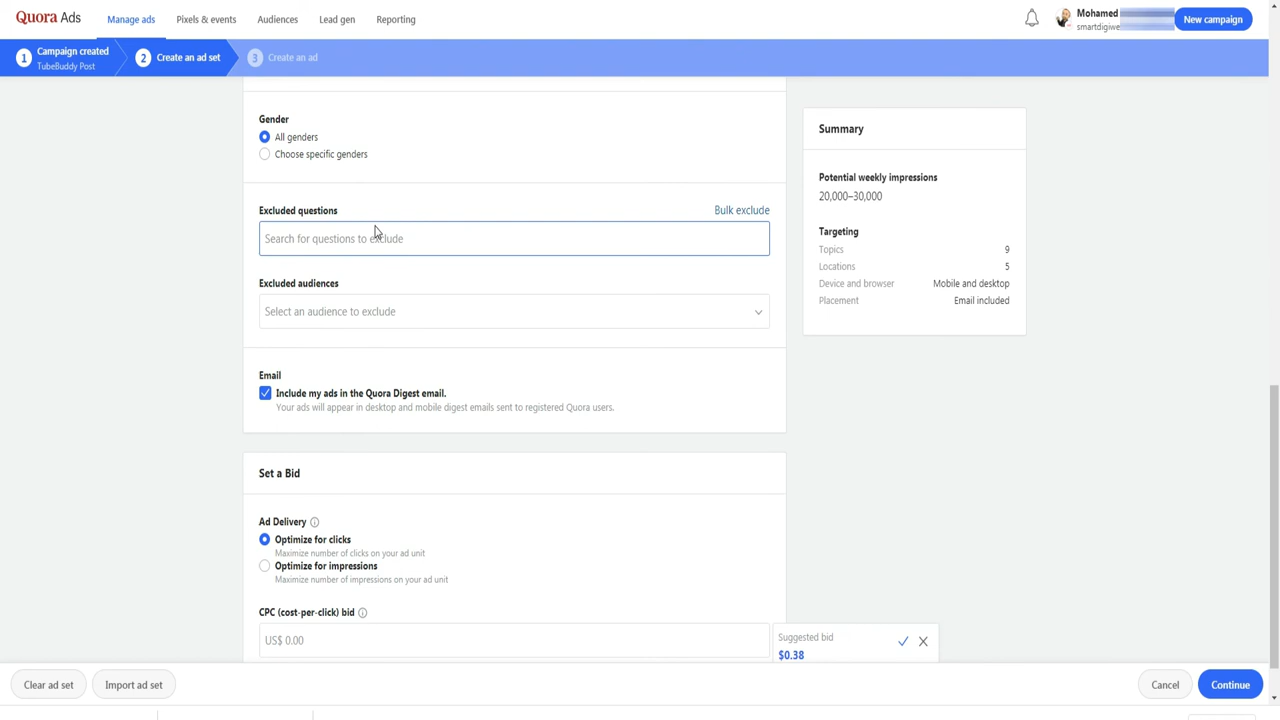 Quora Ads
Manage ads
Pixels & events
Audiences
Lead gen
Reporting
Mohamed
smartdigiwe
New campaign
1
Campaign created
TubeBuddy Post
2
Create an ad set
3
Create an ad
Gender
All genders
Choose specific genders
Excluded questions
Bulk exclude
Search for questions to exclude
Excluded audiences
Select an audience to exclude
Email
Include my ads in the Quora Digest email.
Your ads will appear in desktop and mobile digest emails sent to registered Quora users.
Set a Bid
Ad Delivery
Optimize for clicks
Maximize number of clicks on your ad unit
Optimize for impressions
Maximize number of impressions on your ad unit
CPC (cost-per-click) bid
US$ 0.00
Suggested bid
$0.38
Summary
Potential weekly impressions
20,000–30,000
Targeting
Topics 9
Locations 5
Device and browser Mobile and desktop
Placement Email included
Clear ad set
Import ad set
Cancel
Continue